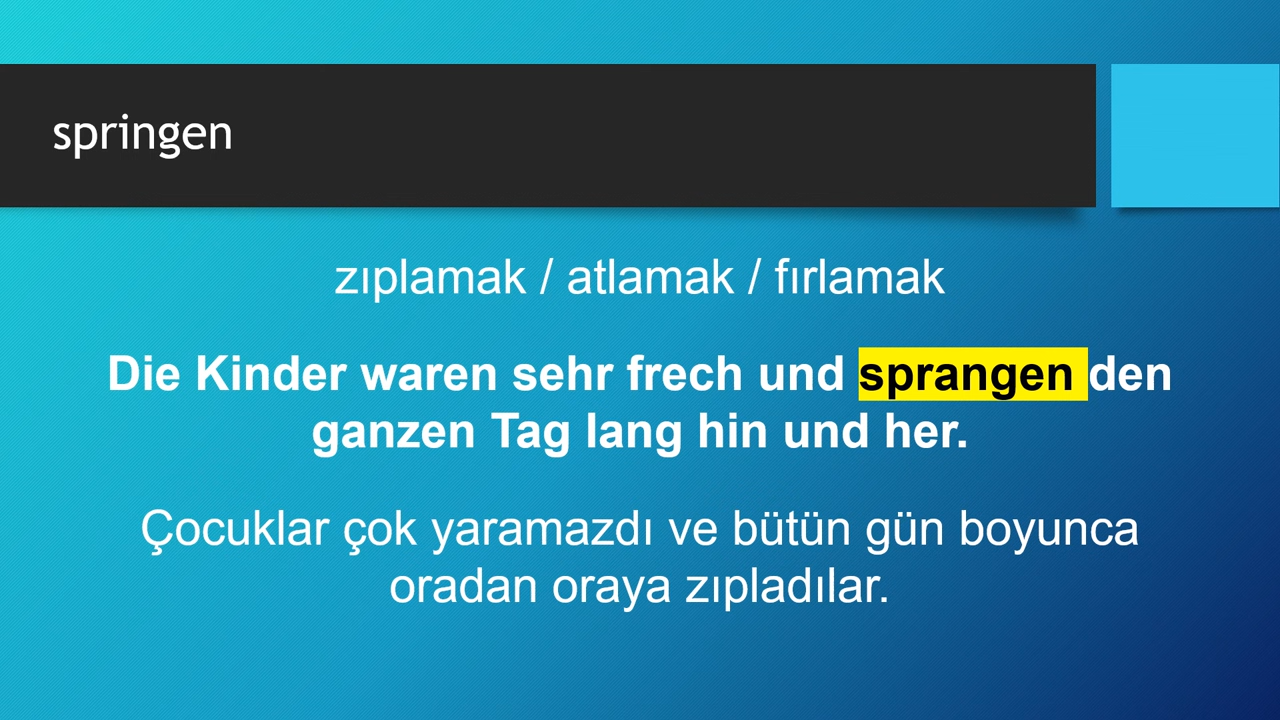 springen
zıplamak / atlamak / fırlamak
Die Kinder waren sehr frech und sprangen den
ganzen Tag lang hin und her.
Çocuklar çok yaramazdı ve bütün gün boyunca
oradan oraya zıpladılar.